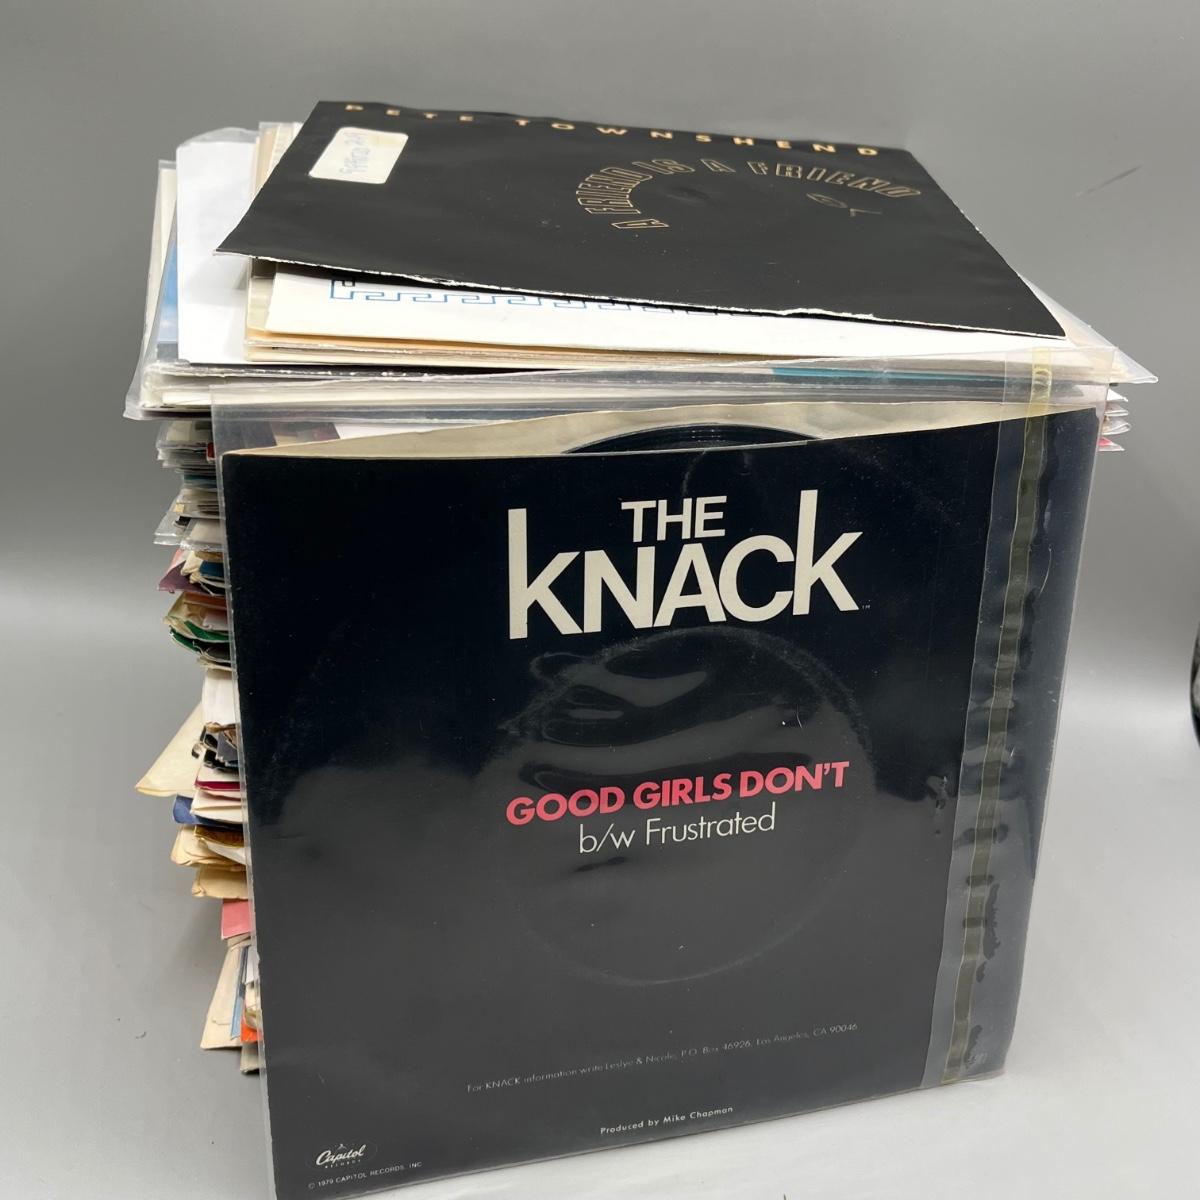 PETE TOWNSHEND
A FRIEND IS A FRIEND
THE
KNACK
GOOD GIRLS DON'T
b/w Frustrated
For KNACK information write Leslye & Nicole, P.O. Box 46926, Los Angeles, CA 90046
Produced by Mike Chapman
Capitol
RECORDS
© 1979 CAPITOL RECORDS, INC